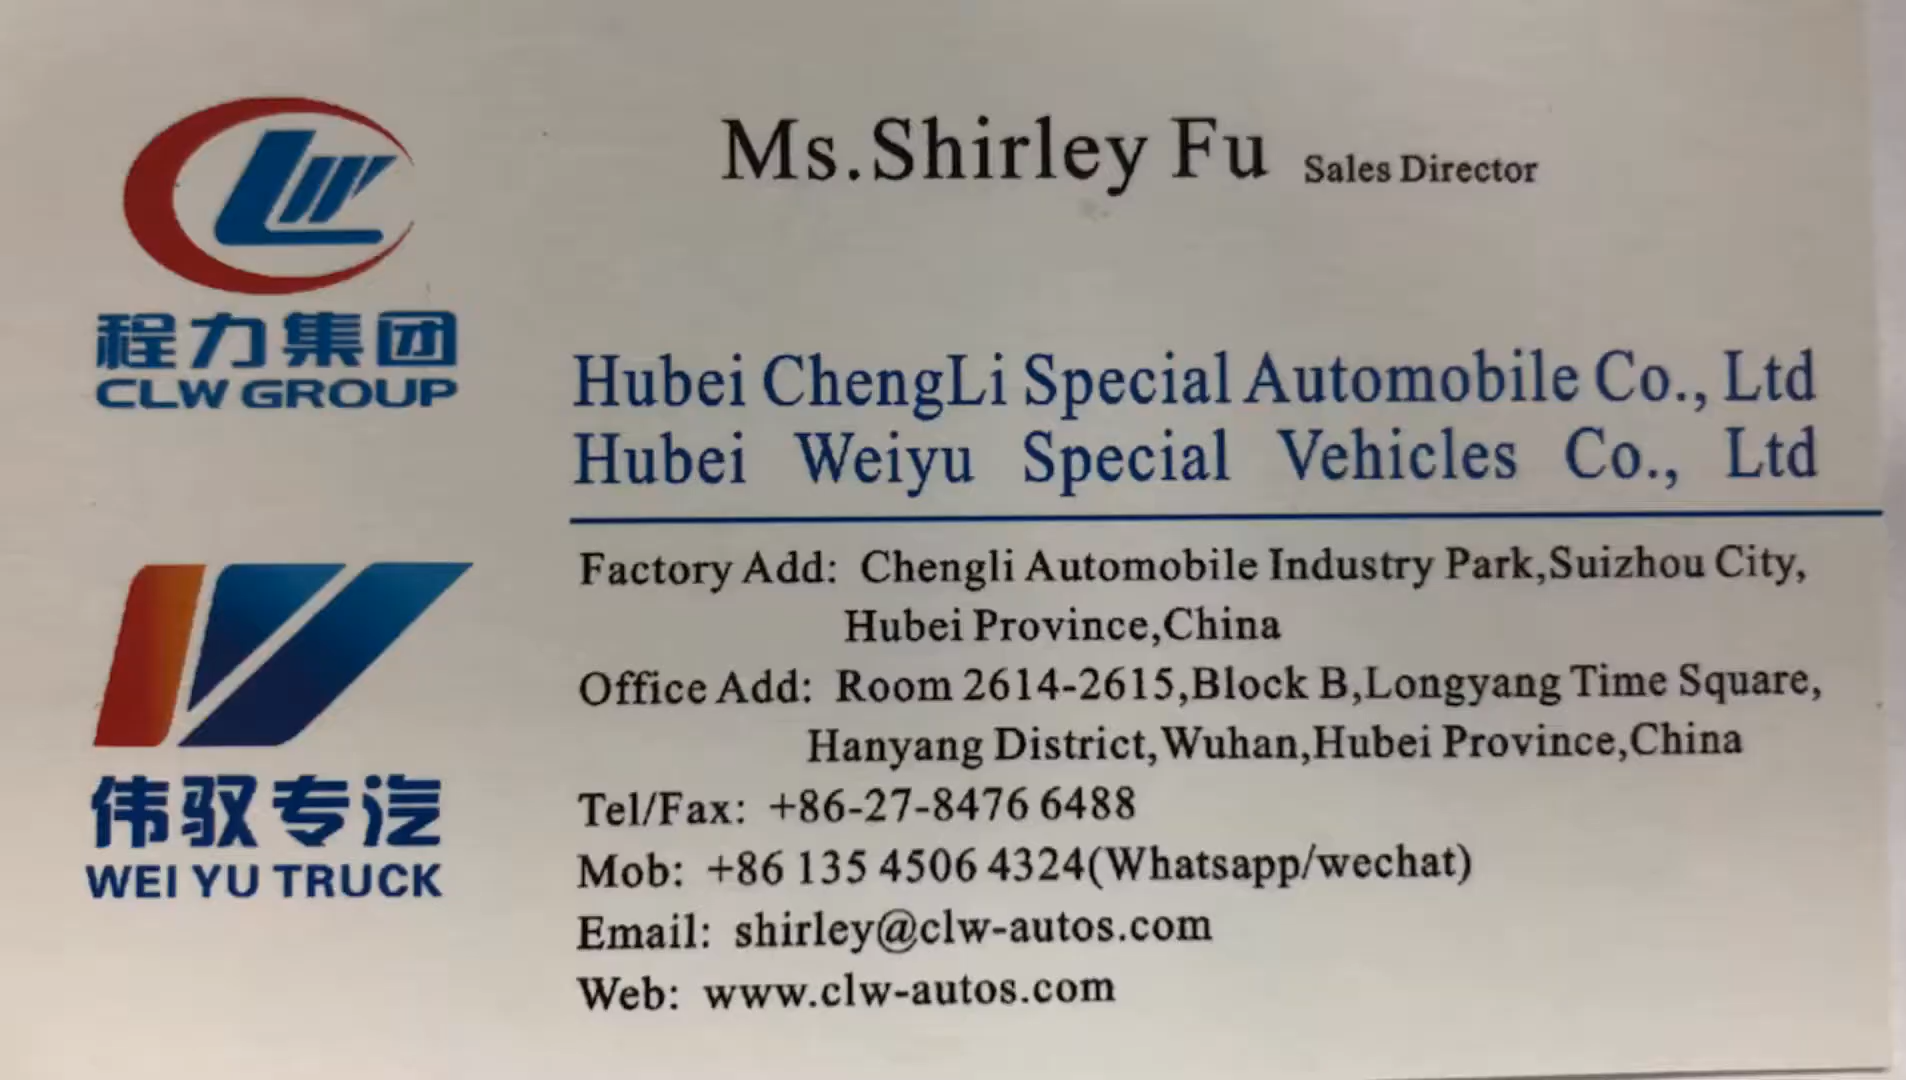 Ms.Shirley Fu Sales Director
CLW
程力集团
CLW GROUP
Hubei ChengLi Special Automobile Co., Ltd
Hubei Weiyu Special Vehicles Co., Ltd
Factory Add: Chengli Automobile Industry Park,Suizhou City,
Hubei Province,China
Office Add: Room 2614-2615,Block B,Longyang Time Square,
Hanyang District,Wuhan,Hubei Province,China
Tel/Fax: +86-27-8476 6488
Mob: +86 135 4506 4324(Whatsapp/wechat)
Email: shirley@clw-autos.com
Web: www.clw-autos.com
伟驭专汽
WEI YU TRUCK